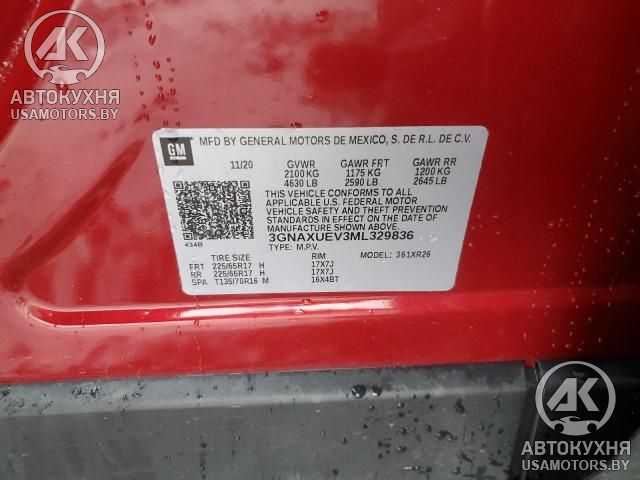 AK
АВТОКУХНЯ
USAMOTORS.BY
GM
MFD BY GENERAL MOTORS DE MEXICO, S. DE R.L. DE C.V.
11/20 GVWR GAWR FRT GAWR RR
2100 KG 1175 KG 1200 KG
4630 LB 2590 LB 2645 LB
THIS VEHICLE CONFORMS TO ALL
APPLICABLE U.S. FEDERAL MOTOR
VEHICLE SAFETY AND THEFT PREVENTION
STANDARDS IN EFFECT ON THE DATE OF
MANUFACTURE SHOWN ABOVE.
3GNAXUEV3ML329836
434B
TYPE: M.P.V. MODEL: 361XR26
TIRE SIZE RIM
FRT 225/65R17 H 17X7J
RR 225/65R17 H 17X7J
SPA T135/70R16 M 16X4BT
AK
АВТОКУХНЯ
USAMOTORS.BY